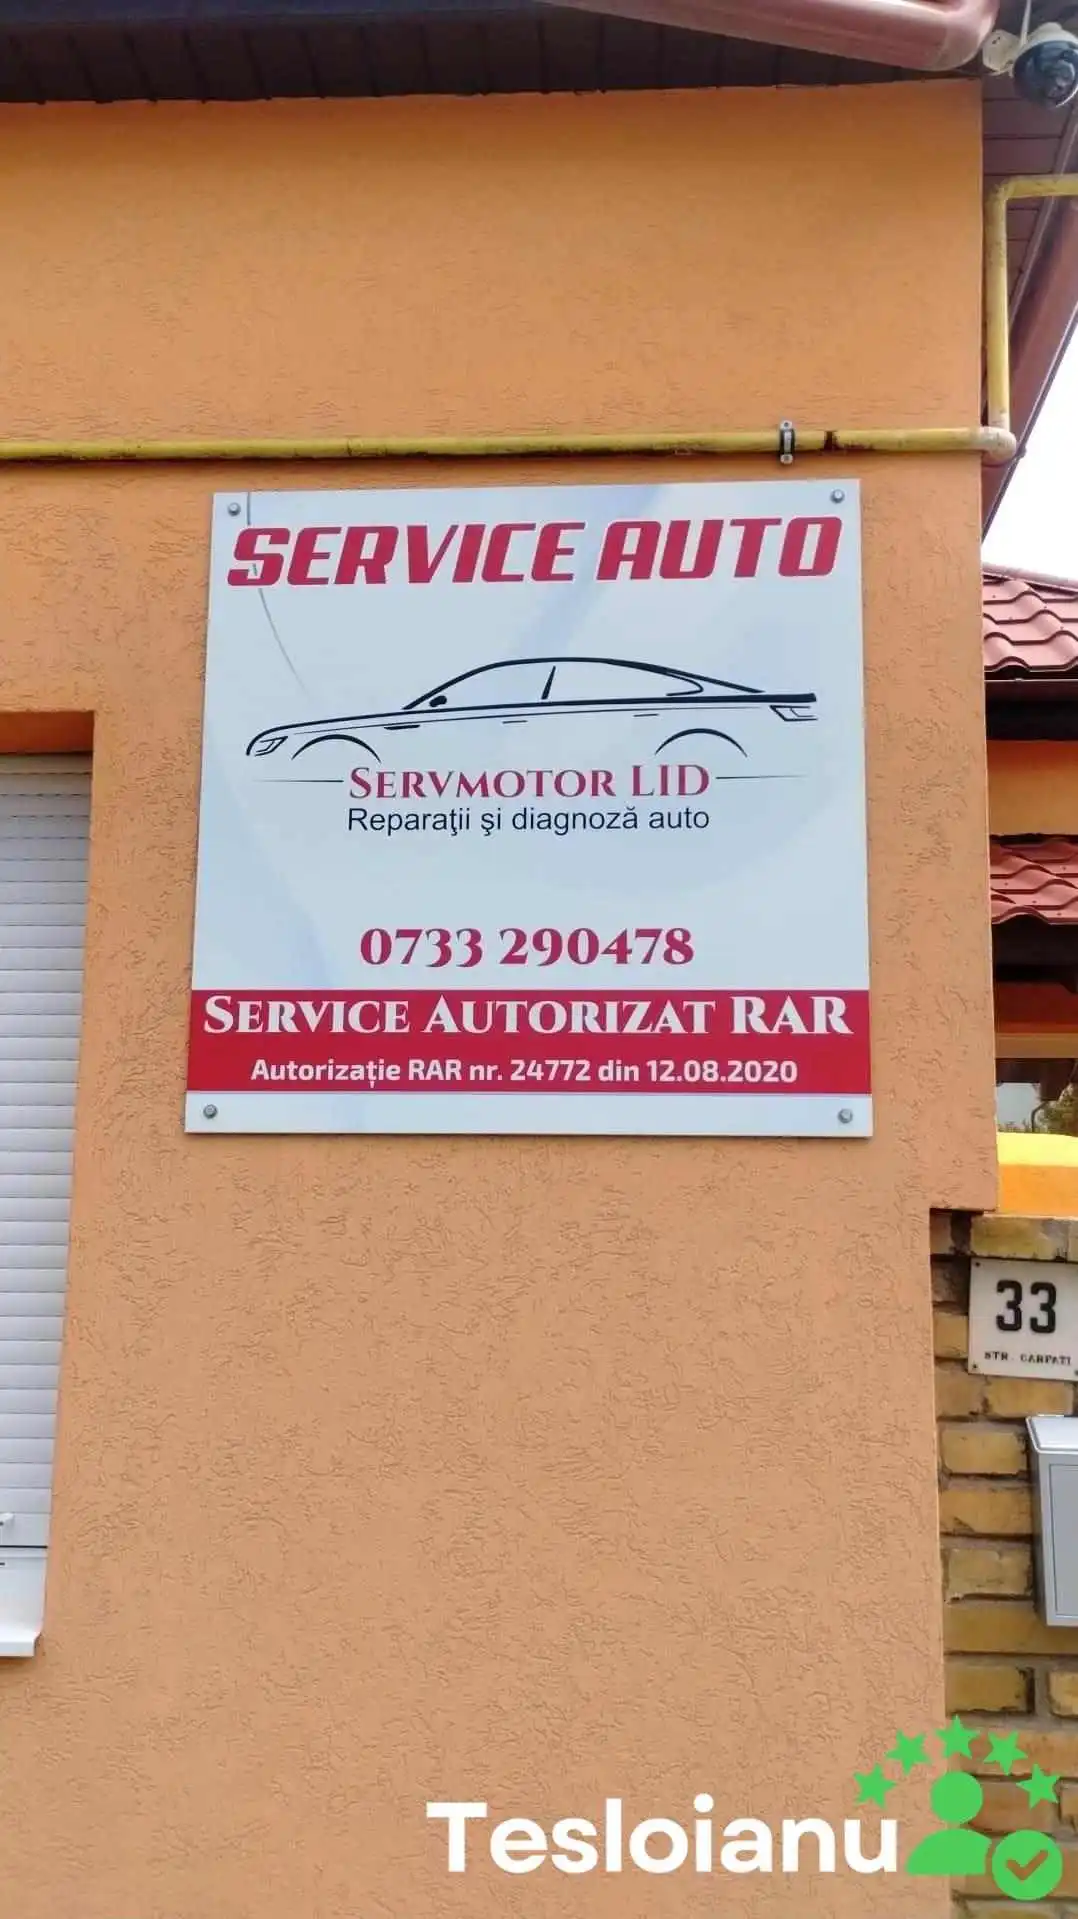 SERVICE AUTO
SERVMOTOR LID
Reparaţii şi diagnoză auto
0733 290478
SERVICE AUTORIZAT RAR
Autorizație RAR nr. 24772 din 12.08.2020
33
STR. CARPATI
Tesloianu